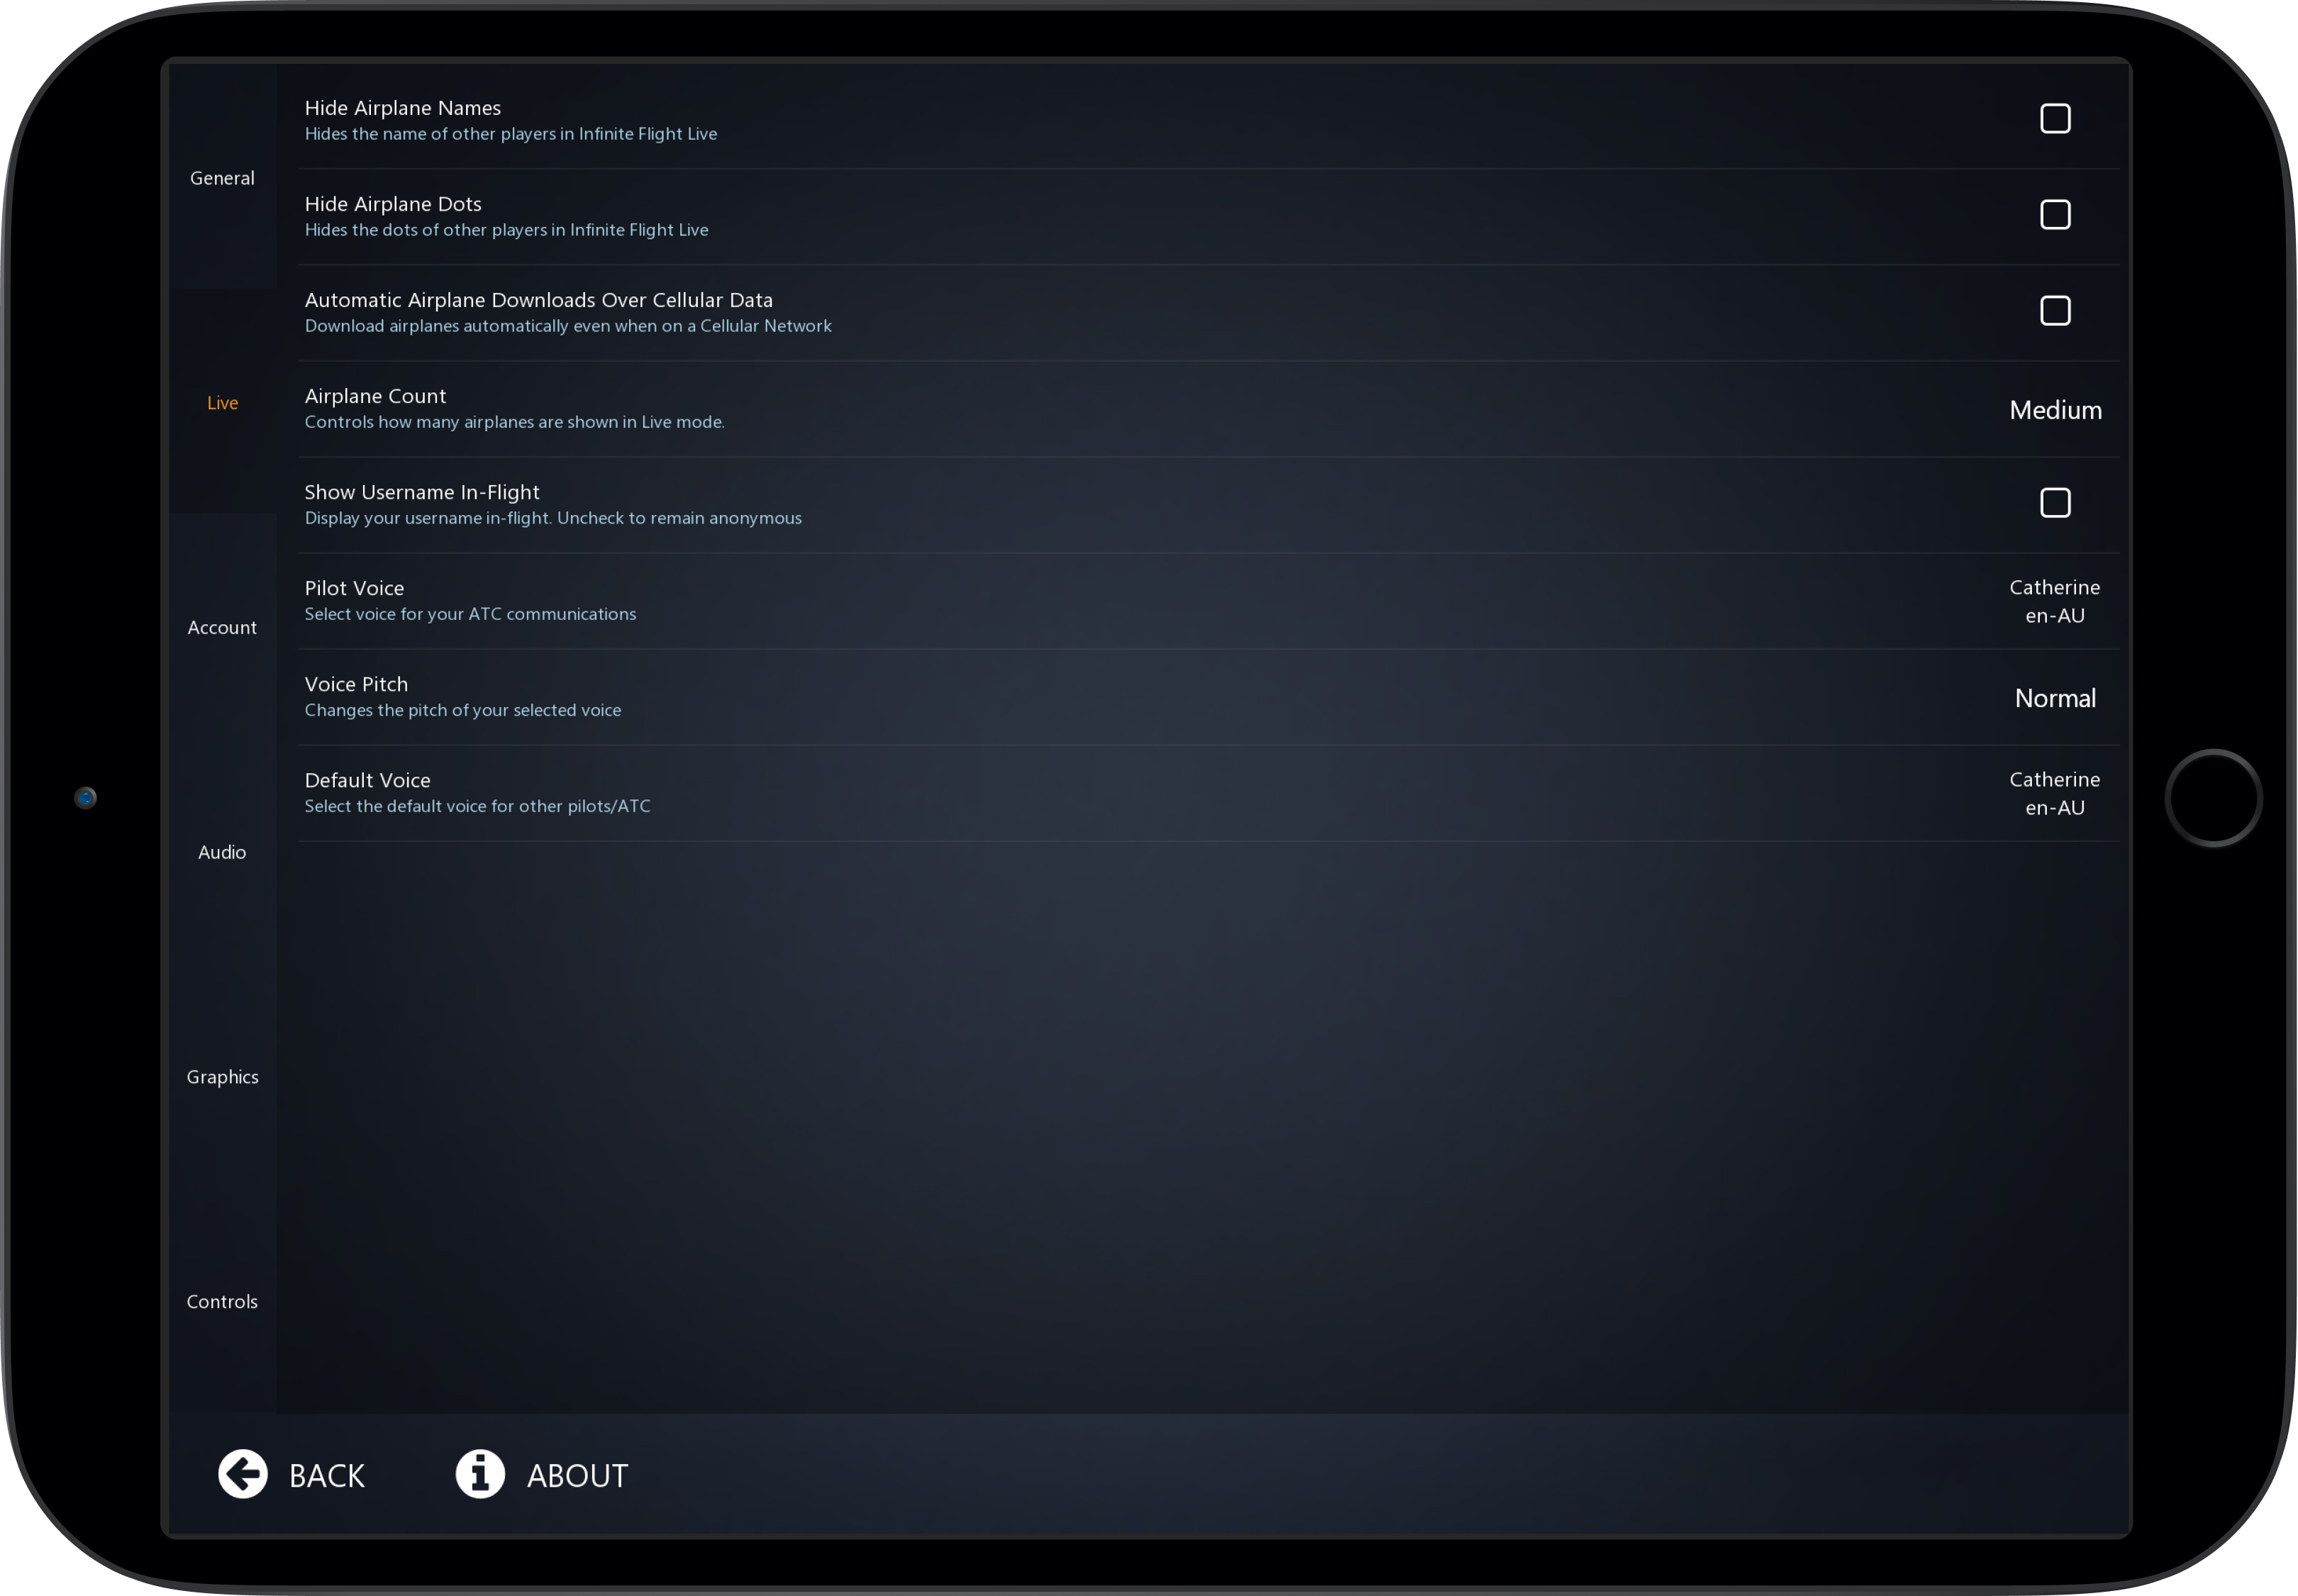 General
Live
Account
Audio
Graphics
Controls
Hide Airplane Names
Hides the name of other players in Infinite Flight Live
Hide Airplane Dots
Hides the dots of other players in Infinite Flight Live
Automatic Airplane Downloads Over Cellular Data
Download airplanes automatically even when on a Cellular Network
Airplane Count
Controls how many airplanes are shown in Live mode.
Medium
Show Username In-Flight
Display your username in-flight. Uncheck to remain anonymous
Pilot Voice
Select voice for your ATC communications
Catherine
en-AU
Voice Pitch
Changes the pitch of your selected voice
Normal
Default Voice
Select the default voice for other pilots/ATC
Catherine
en-AU
BACK
ABOUT